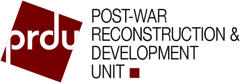 prdu
POST-WAR
RECONSTRUCTION &
DEVELOPMENT
UNIT